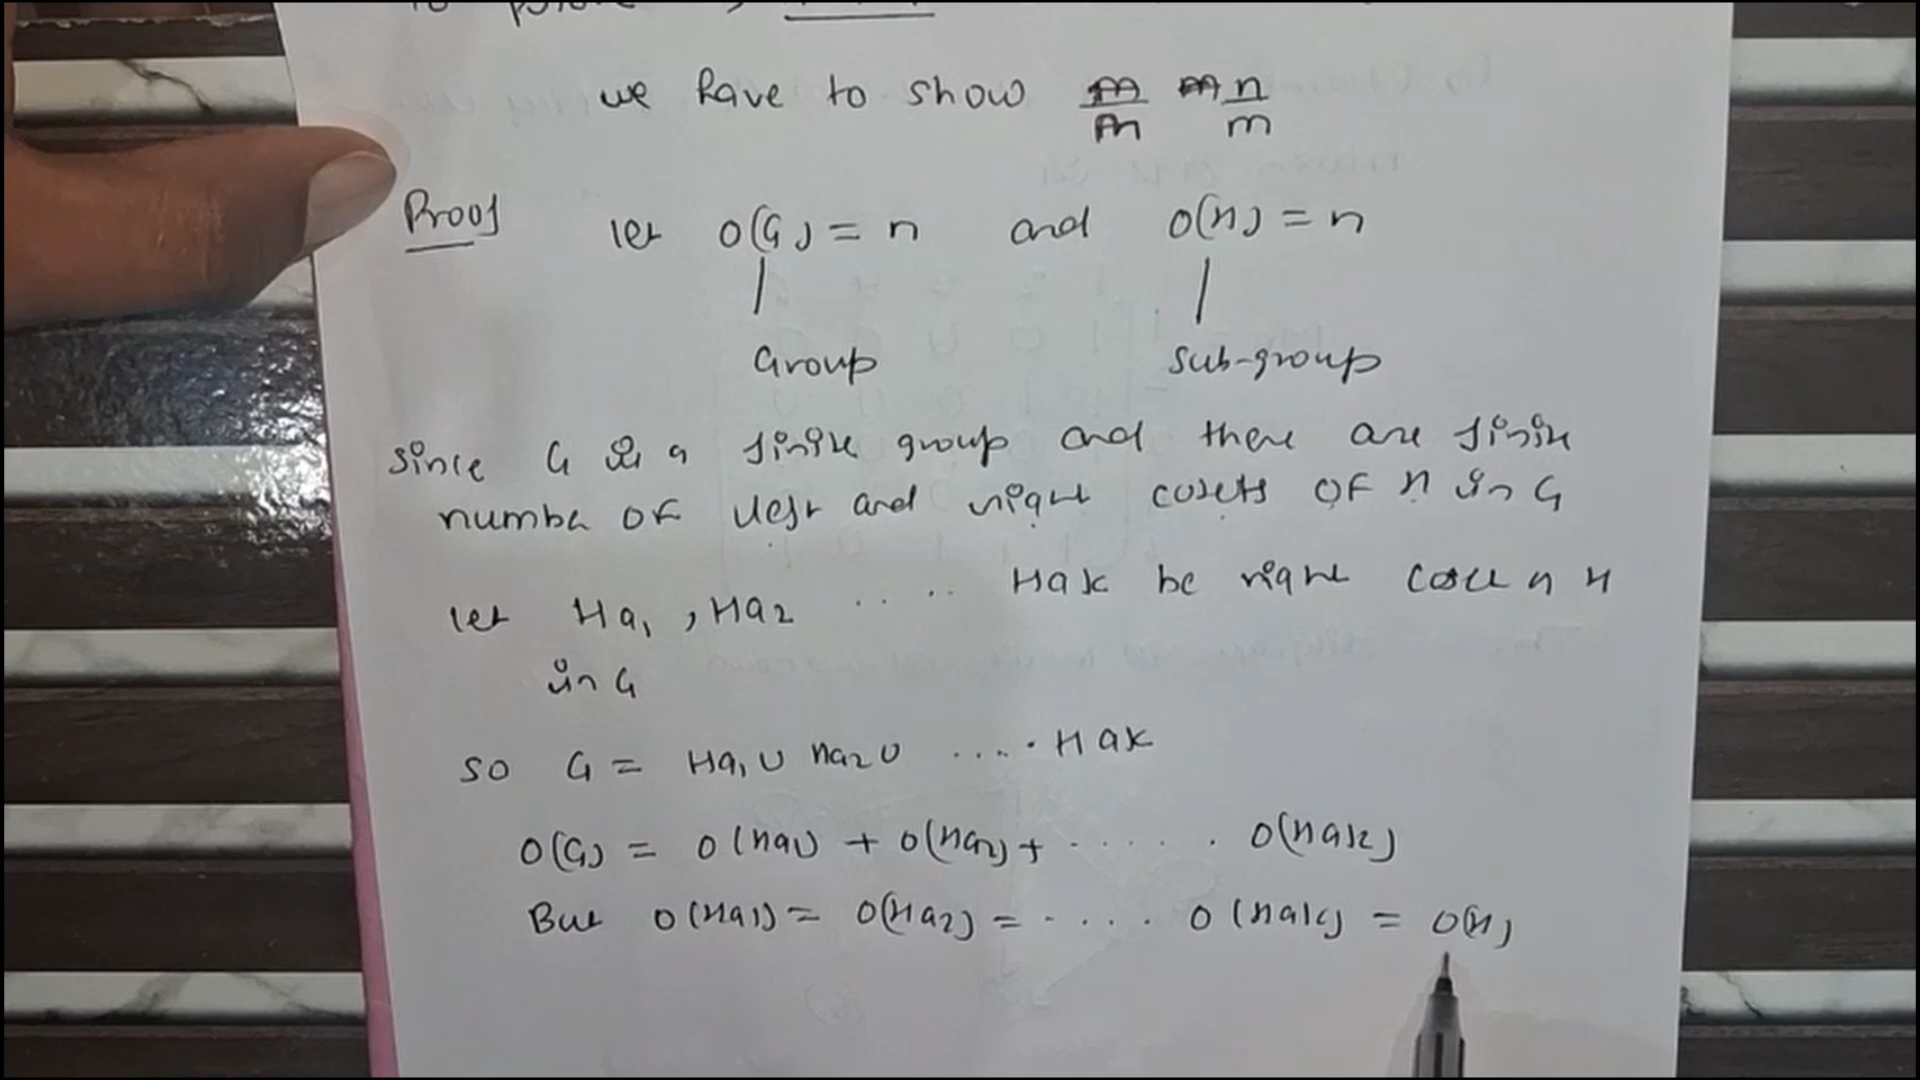 to
we have to show n/m
Proof let O(G) = n and O(H) = n
Group Sub-group
Since G is a finite group and there are finite
number of left and right cosets of H in G
let Ha₁, Ha₂ ..... Hak be right coset of H
in G
So G = Ha₁ ∪ Ha₂ ∪ ..... Hak
O(G) = O(Ha₁) + O(Ha₂) + ...... O(Hak)
But O(Ha1) = O(Ha2) = ..... O(Hak) = O(H)